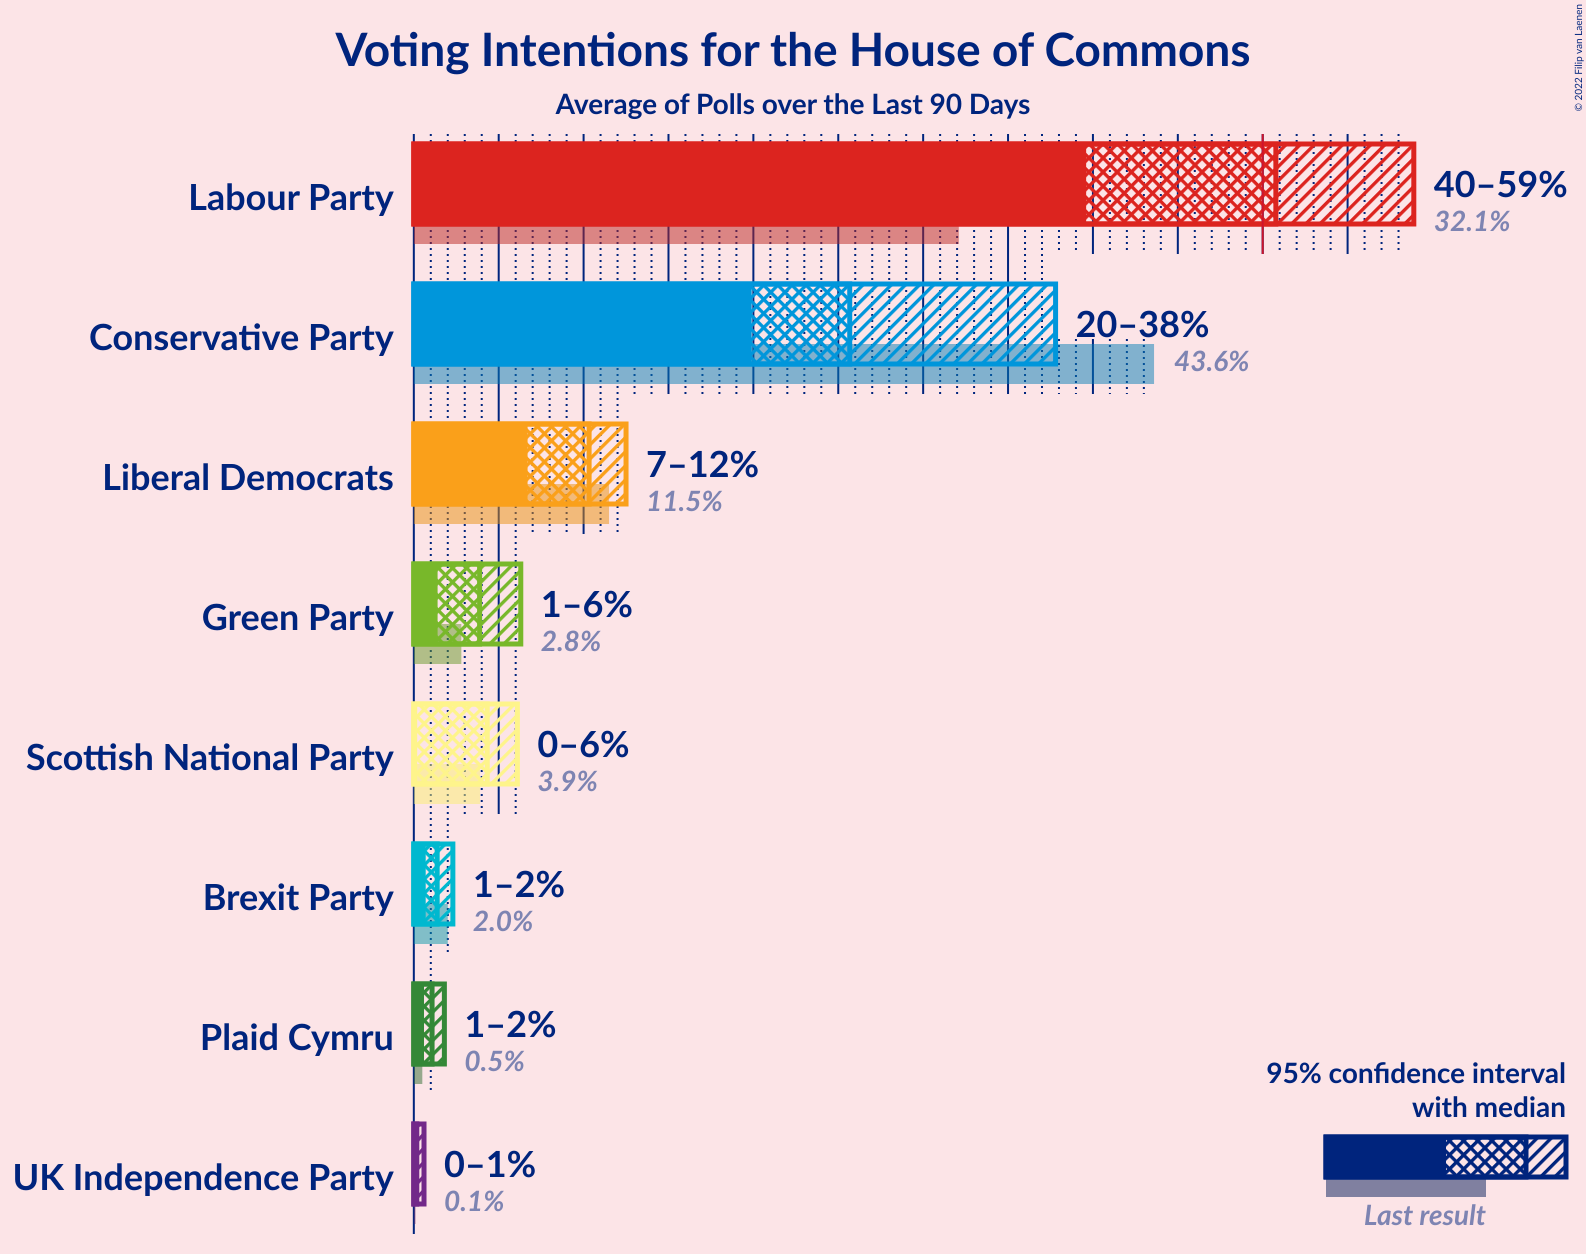 Voting Intentions for the House of Commons
Average of Polls over the Last 90 Days
© 2022 Filip van Laenen
Labour Party
40–59%
32.1%
Conservative Party
20–38%
43.6%
Liberal Democrats
7–12%
11.5%
Green Party
1–6%
2.8%
Scottish National Party
0–6%
3.9%
Brexit Party
1–2%
2.0%
Plaid Cymru
1–2%
0.5%
UK Independence Party
0–1%
0.1%
95% confidence interval
with median
Last result